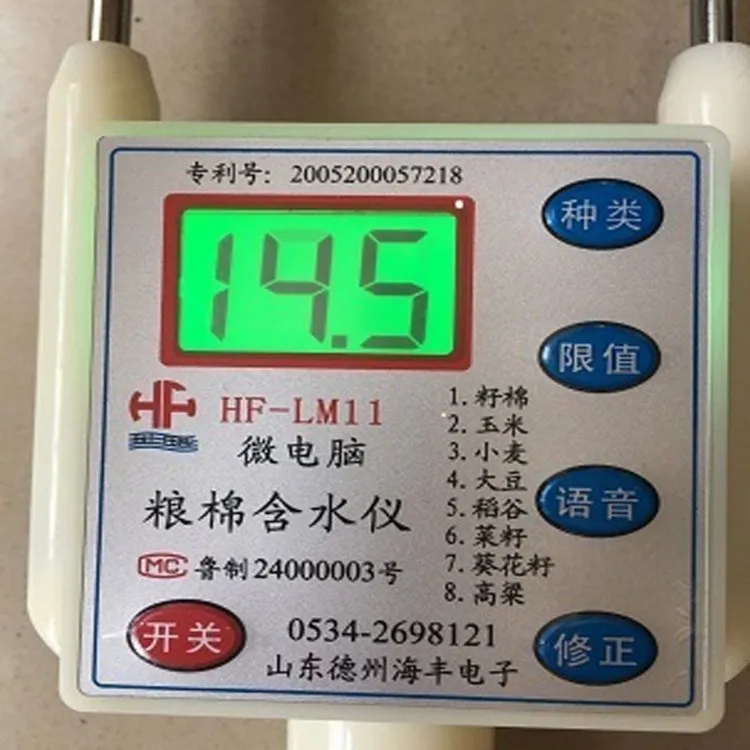 专利号: 2005200057218
14.5
种类
限值
HF
HF-LM11
微电脑
粮棉含水仪
1. 籽棉
2. 玉米
3. 小麦
4. 大豆
5. 稻谷
6. 菜籽
7. 葵花籽
8. 高粱
语音
MC 鲁制24000003号
开关
0534-2698121
山东德州海丰电子
修正